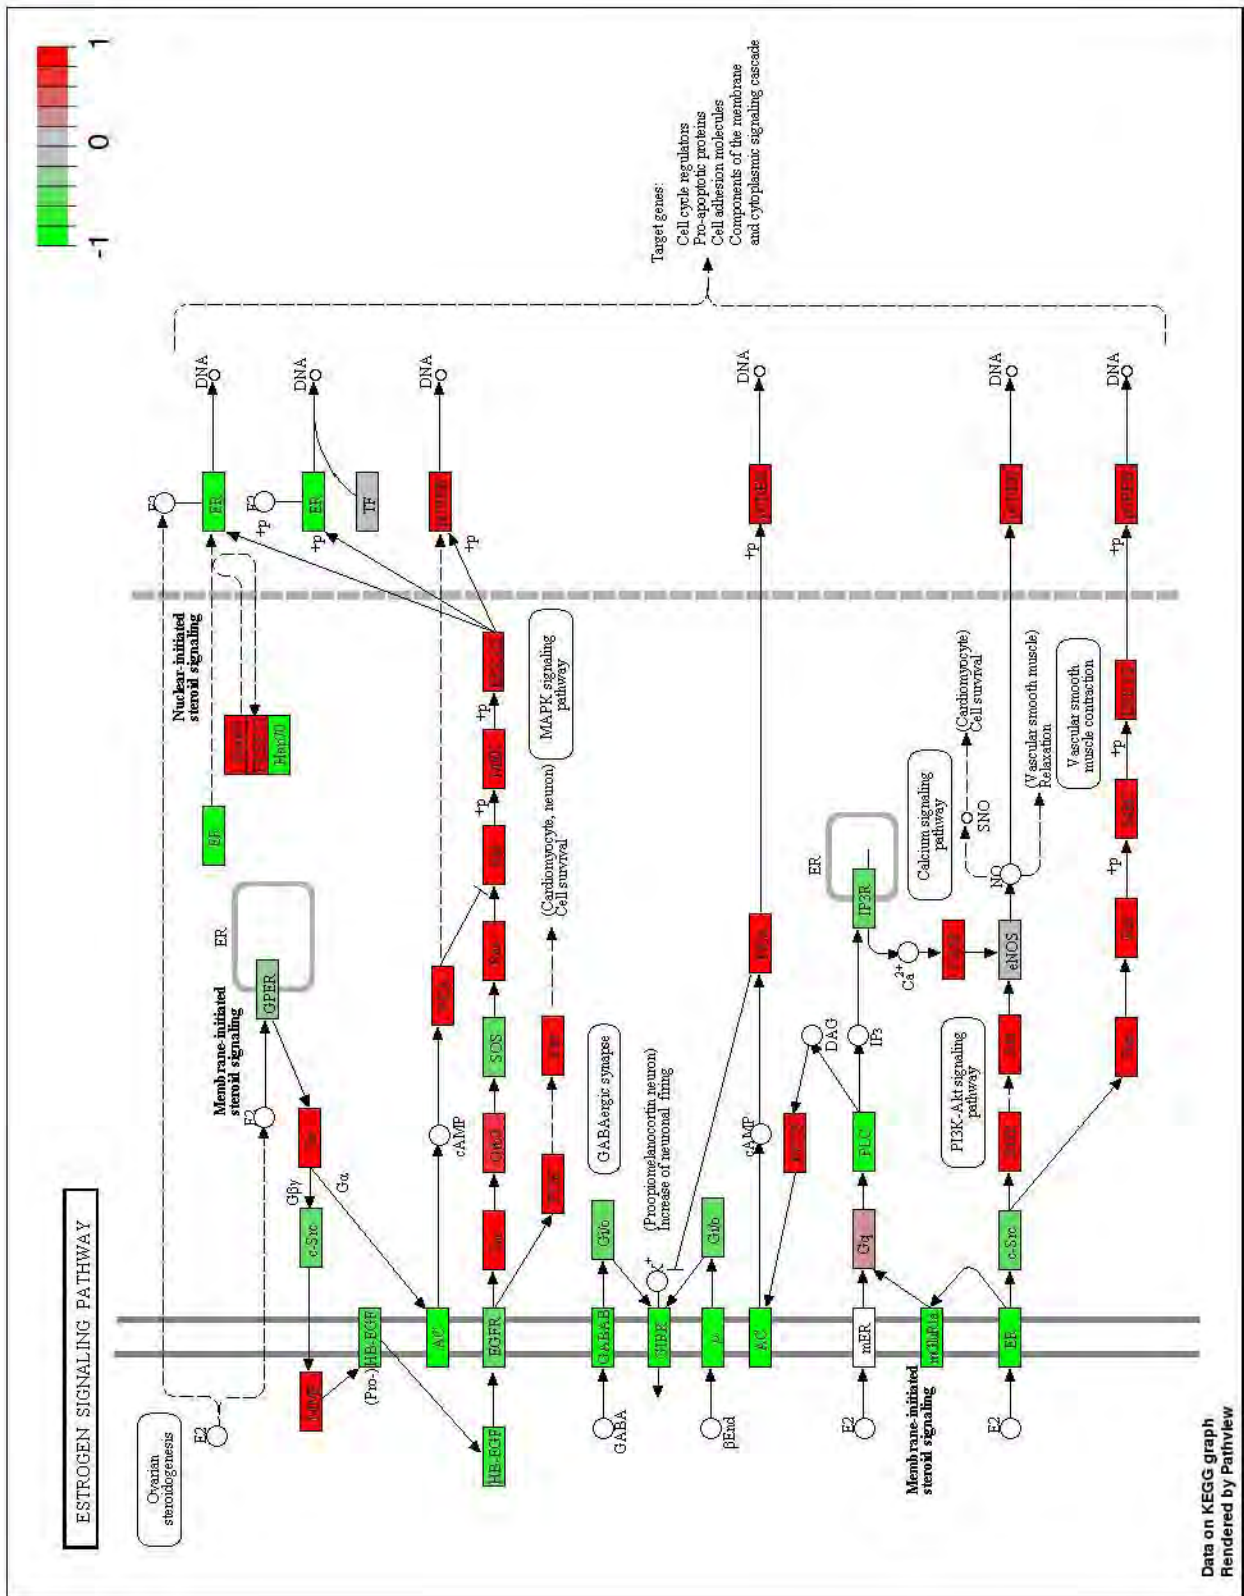 ESTROGEN SIGNALING PATHWAY
-1
0
1
Ovarian
steroidogenesis
E2
Membrane-initiated
steroid signaling
E2
GPER
ER
Gβγ
Gα
c-Src
(Pro-)
HB-EGF
HB-EGF
AC
cAMP
PKA
EGFR
SOS
Nuclear-initiated
steroid signaling
ER
Hsp70
E2
ER
DNA
E2
ER
DNA
+p
TF
DNA
+p
+p
+p
MAPK signaling
pathway
(Cardiomyocyte, neuron)
Cell survival
GABA
GABAB
Gi/o
GABAergic synapse
GIRK
K+
(Proopiomelanocortin neuron)
Increase of neuronal firing
βEnd
μ
Gi/o
AC
cAMP
PKA
+p
DNA
DAG
E2
mER
Gq
PLC
IP3
IP3R
ER
Ca2+
Calcium signaling
pathway
Membrane-initiated
steroid signaling
mGluR1a
E2
ER
c-Src
PI3K-Akt signaling
pathway
eNOS
NO
SNO
(Cardiomyocyte)
Cell survival
(Vascular smooth muscle)
Relaxation
Vascular smooth
muscle contraction
DNA
+p
+p
+p
DNA
Target genes:
Cell cycle regulators
Pro-apoptotic proteins
Cell adhesion molecules
Components of the membrane
and cytoplasmic signaling cascade
Data on KEGG graph
Rendered by Pathview